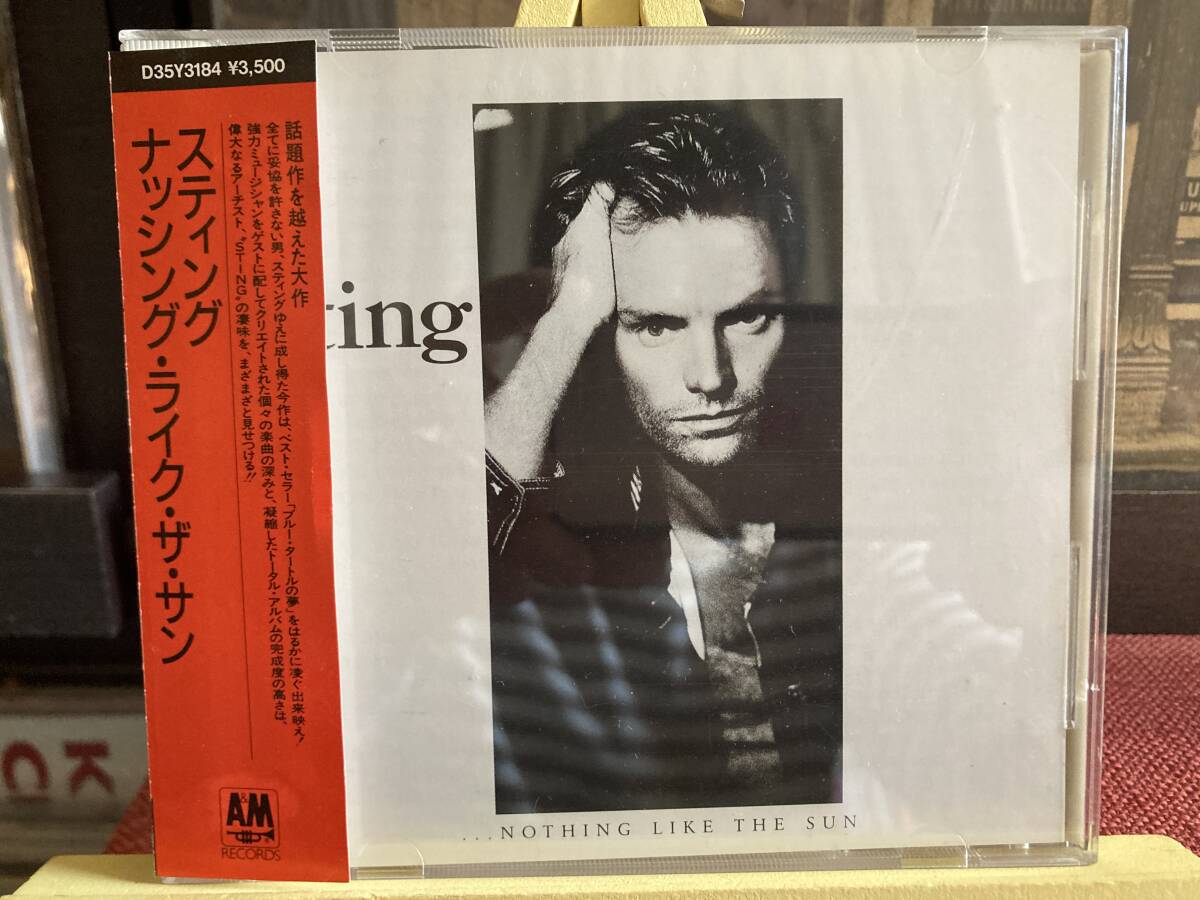 D35Y3184 ¥3,500
スティング
ナッシング・ライク・ザ・サン
話題作を越えた大作
全てに妥協を許さない男、スティングゆえに成し得た今作は、ベスト・セラー「ブルー・タートルの夢」をはるかに凌ぐ出来映え!
強力ミュージシャンをゲストに配してクリエイトされた個々の楽曲の深みと、凝縮したトータル・アルバムの完成度の高さは、
偉大なるアーチスト、"STING"の凄味を、まざまざと見せつける!!
A&M
RECORDS
ting
...NOTHING LIKE THE SUN